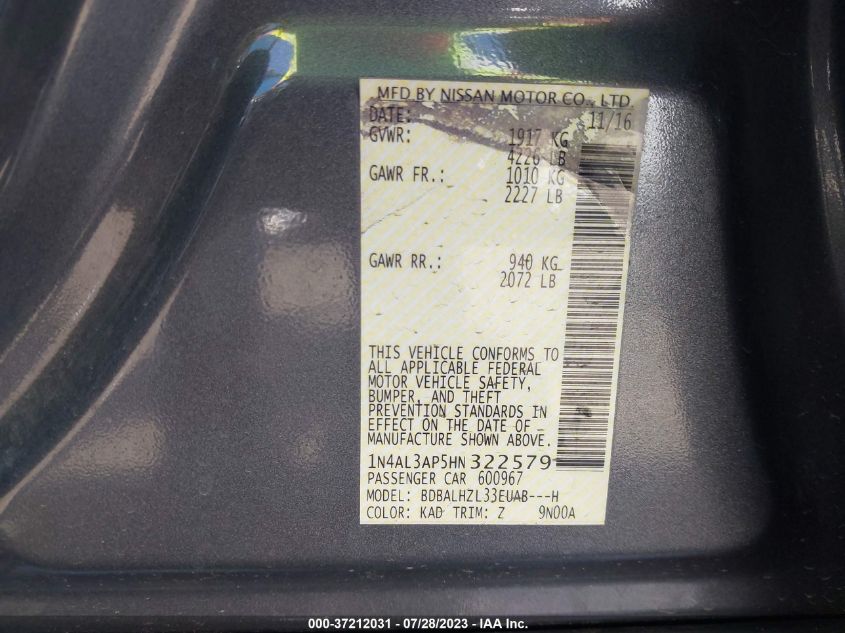 MFD BY NISSAN MOTOR CO., LTD.
DATE: 11/16
GVWR: 1917 KG
4226 LB
GAWR FR.: 1010 KG
2227 LB
GAWR RR.: 940 KG
2072 LB
THIS VEHICLE CONFORMS TO
ALL APPLICABLE FEDERAL
MOTOR VEHICLE SAFETY,
BUMPER, AND THEFT
PREVENTION STANDARDS IN
EFFECT ON THE DATE OF
MANUFACTURE SHOWN ABOVE.
1N4AL3AP5HN322579
PASSENGER CAR 600967
MODEL: BDBALHZL33EUAB---H
COLOR: KAD TRIM: Z 9N00A
000-37212031 - 07/28/2023 - IAA Inc.